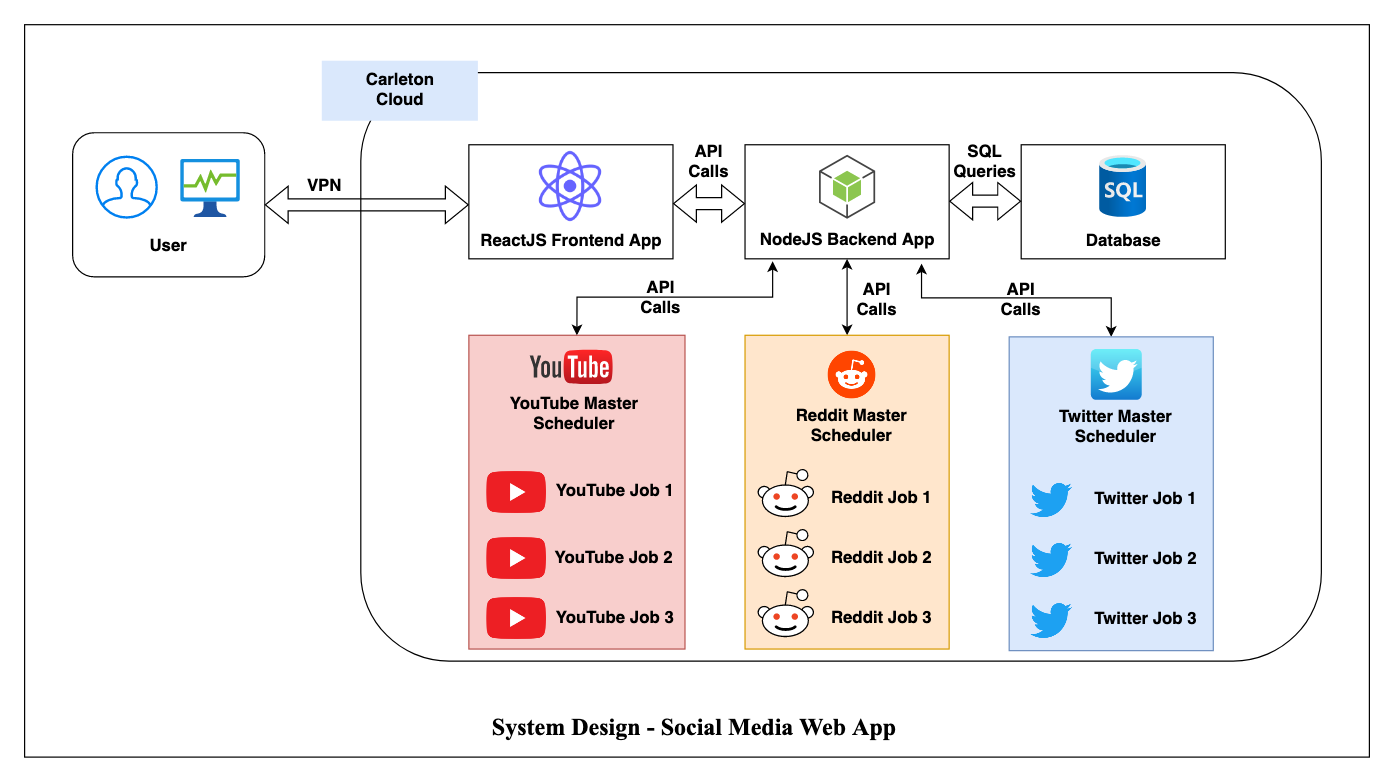 Carleton
Cloud
VPN
User
ReactJS Frontend App
API
Calls
NodeJS Backend App
SQL
Queries
SQL
Database
API
Calls
API
Calls
API
Calls
YouTube
YouTube Master
Scheduler
YouTube Job 1
YouTube Job 2
YouTube Job 3
Reddit Master
Scheduler
Reddit Job 1
Reddit Job 2
Reddit Job 3
Twitter Master
Scheduler
Twitter Job 1
Twitter Job 2
Twitter Job 3
System Design - Social Media Web App